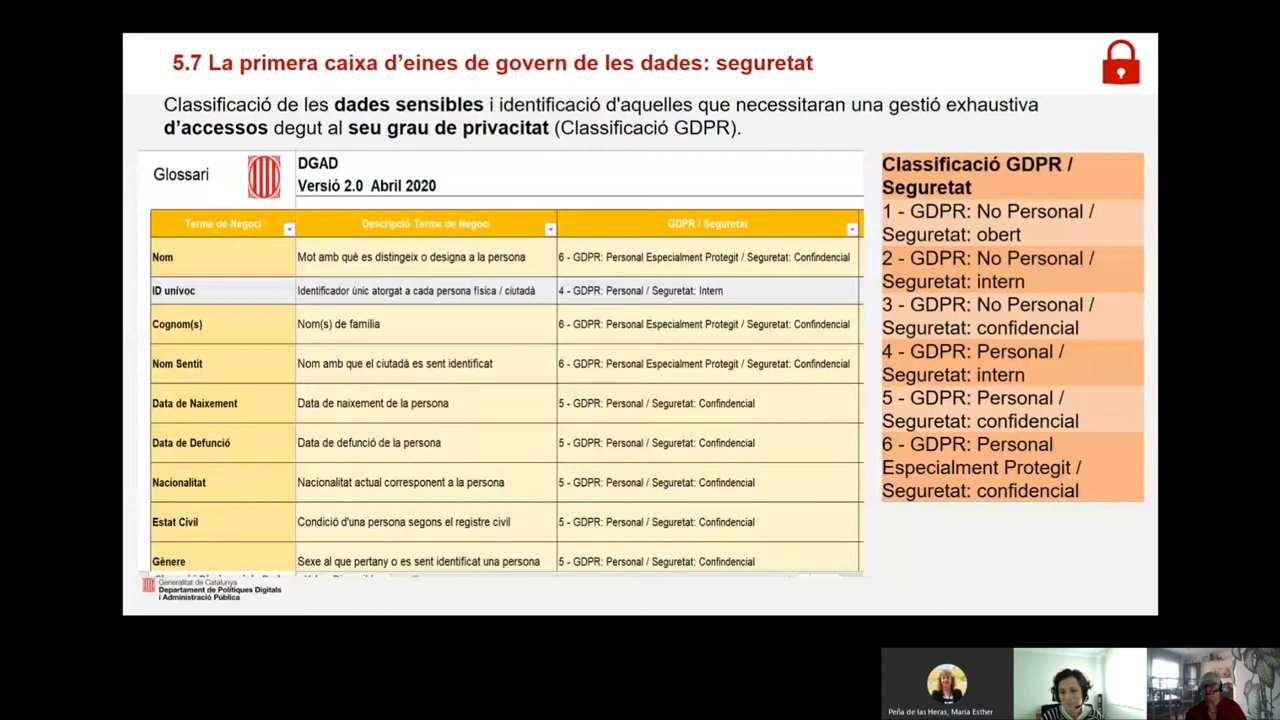 5.7 La primera caixa d'eines de govern de les dades: seguretat
Classificació de les dades sensibles i identificació d'aquelles que necessitaran una gestió exhaustiva
d'accessos degut al seu grau de privacitat (Classificació GDPR).
Glossari
DGAD
Versió 2.0 Abril 2020
Terme de Negoci Descripció Terme de Negoci GDPR / Seguretat
Nom Mot amb què es distingeix o designa a la persona 6 - GDPR: Personal Especialment Protegit / Seguretat: Confindencial
ID unívoc Identificador únic atorgat a cada persona física / ciutadà 4 - GDPR: Personal / Seguretat: Intern
Cognom(s) Nom(s) de família 6 - GDPR: Personal Especialment Protegit / Seguretat: Confindencial
Nom Sentit Nom amb que el ciutadà es sent identificat 6 - GDPR: Personal Especialment Protegit / Seguretat: Confindencial
Data de Naixement Data de naixement de la persona 5 - GDPR: Personal / Seguretat: Confindencial
Data de Defunció Data de defunció de la persona 5 - GDPR: Personal / Seguretat: Confindencial
Nacionalitat Nacionalitat actual corresponent a la persona 5 - GDPR: Personal / Seguretat: Confindencial
Estat Civil Condició d'una persona segons el registre civil 5 - GDPR: Personal / Seguretat: Confindencial
Gènere Sexe al que pertany o es sent identificat una persona 5 - GDPR: Personal / Seguretat: Confindencial
Classificació GDPR /
Seguretat
1 - GDPR: No Personal /
Seguretat: obert
2 - GDPR: No Personal /
Seguretat: intern
3 - GDPR: No Personal /
Seguretat: confidencial
4 - GDPR: Personal /
Seguretat: intern
5 - GDPR: Personal /
Seguretat: confidencial
6 - GDPR: Personal
Especialment Protegit /
Seguretat: confidencial
Generalitat de Catalunya
Departament de Polítiques Digitals
i Administració Pública
Peña de las Heras, Maria Esther